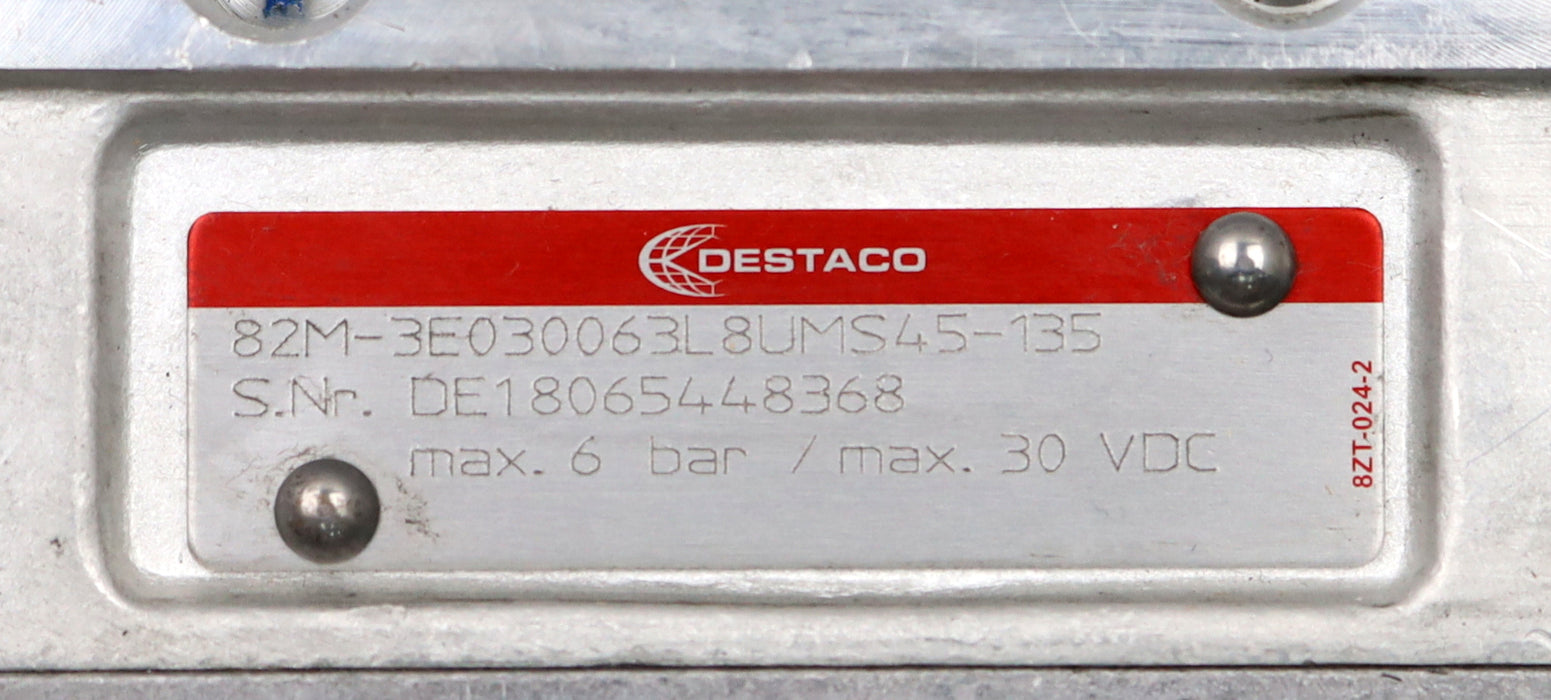 DESTACO
82M-3E030063L8UMS45-135
S.Nr. DE18065448368
max. 6 bar / max. 30 VDC
8ZT-024-2